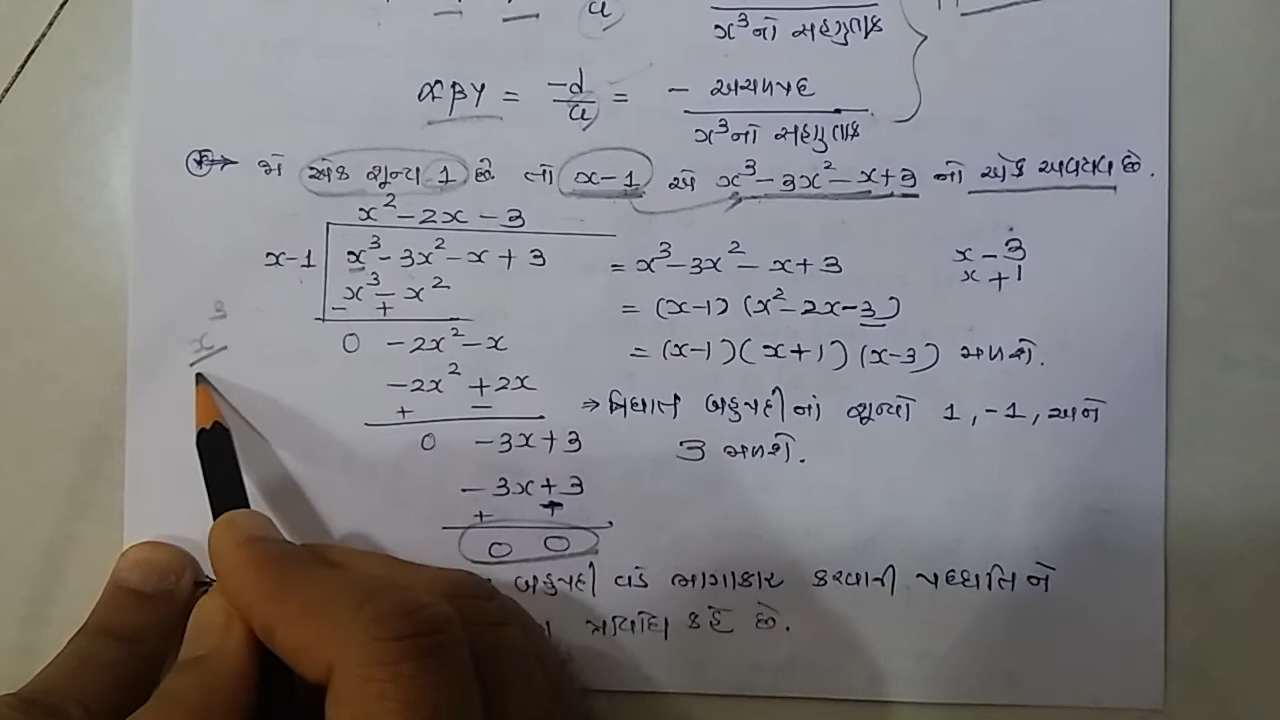 a
x³નો સહગુણક
αβγ = -d/a = - અચળપદ / x³નો સહગુણક
જો એક શૂન્ય 1 છે તો x-1 એ x³-3x²-x+3 નો એક અવયવ છે.
x²-2x-3
x-1 x³-3x²-x+3
x³-x²
- +
0 -2x²-x
-2x²+2x
+ -
0 -3x+3
-3x+3
+ -
0 0
= x³-3x²-x+3
= (x-1) (x²-2x-3)
= (x-1) (x+1) (x-3) મળશે.
x-3
x+1
⇒ ત્રિઘાત બહુપદીનાં શૂન્યો 1, -1, અને
3 મળશે.
x³
બહુપદી વડે ભાગાકાર કરવાની પદ્ધતિને
પ્રવિધિ કહે છે.